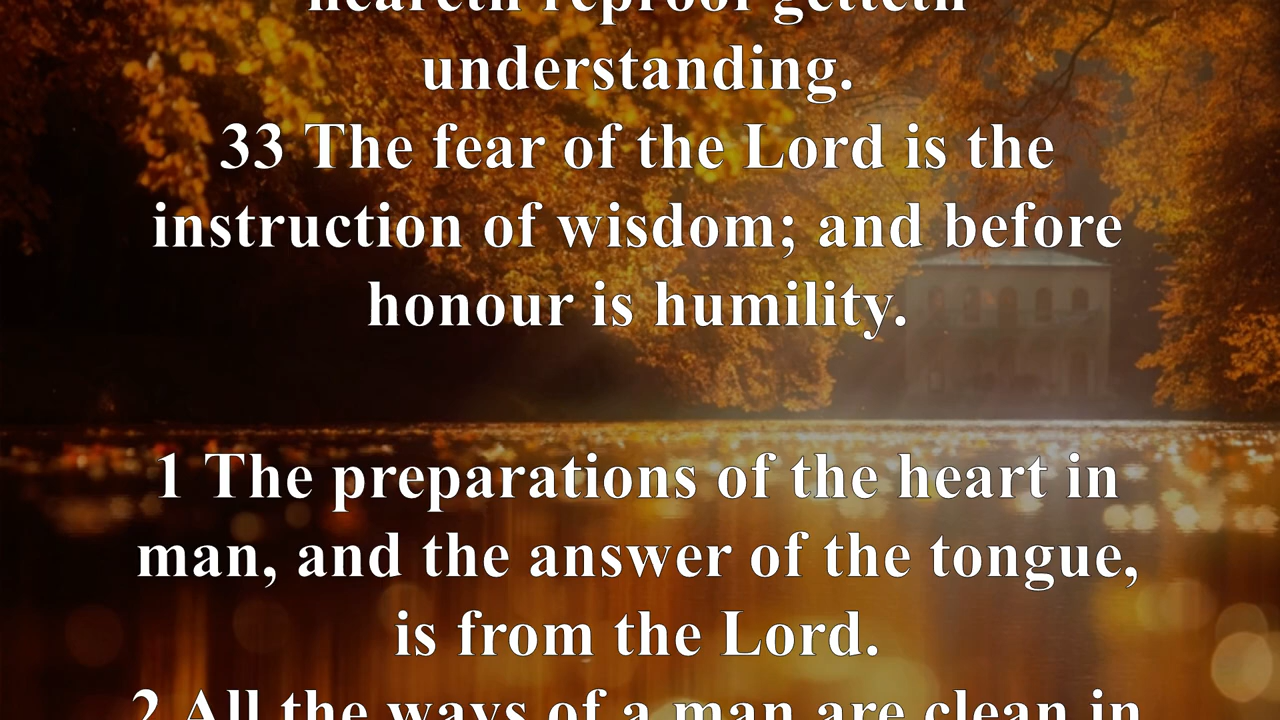 heareth reproof getteth
understanding.
33 The fear of the Lord is the
instruction of wisdom; and before
honour is humility.
1 The preparations of the heart in
man, and the answer of the tongue,
is from the Lord.
2 All the ways of a man are clean in